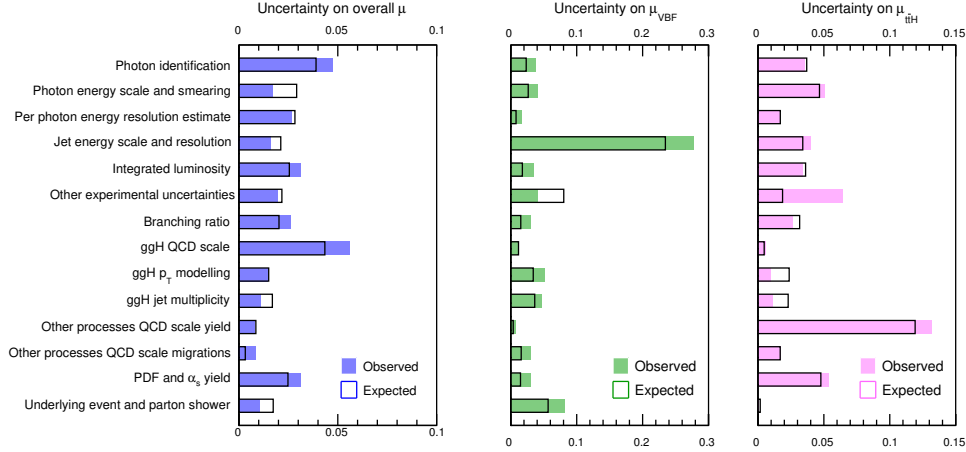 Uncertainty on overall μ
Uncertainty on μ_VBF
Uncertainty on μ_tt̄H
0 0.05 0.1
0 0.1 0.2 0.3
0 0.05 0.1 0.15
Photon identification
Photon energy scale and smearing
Per photon energy resolution estimate
Jet energy scale and resolution
Integrated luminosity
Other experimental uncertainties
Branching ratio
ggH QCD scale
ggH p_T modelling
ggH jet multiplicity
Other processes QCD scale yield
Other processes QCD scale migrations
PDF and α_s yield
Underlying event and parton shower
Observed
Expected
Observed
Expected
Observed
Expected
0 0.05 0.1
0 0.1 0.2 0.3
0 0.05 0.1 0.15